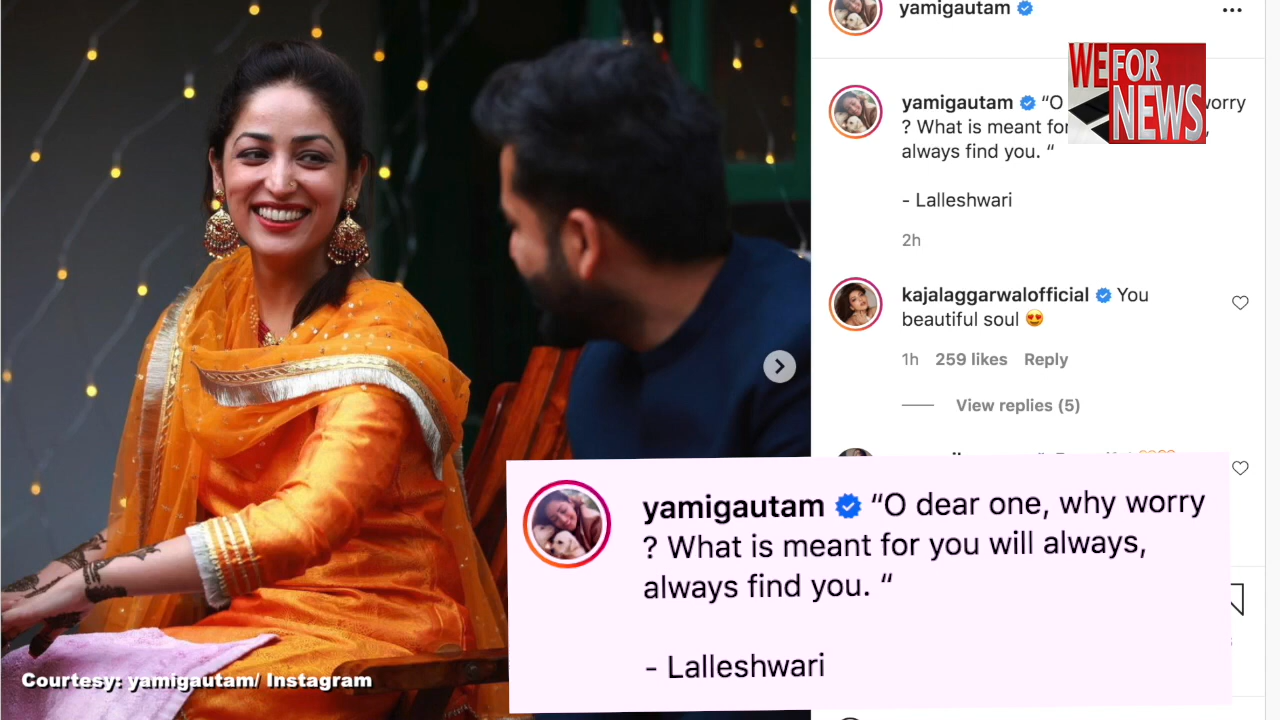 yamigautam
WE FOR
NEWS
yamigautam “O
worry
? What is meant for
always find you. “
- Lalleshwari
2h
kajalaggarwalofficial You
beautiful soul 😍
1h 259 likes Reply
View replies (5)
yamigautam “O dear one, why worry
? What is meant for you will always,
always find you. “
- Lalleshwari
Courtesy: yamigautam/ Instagram